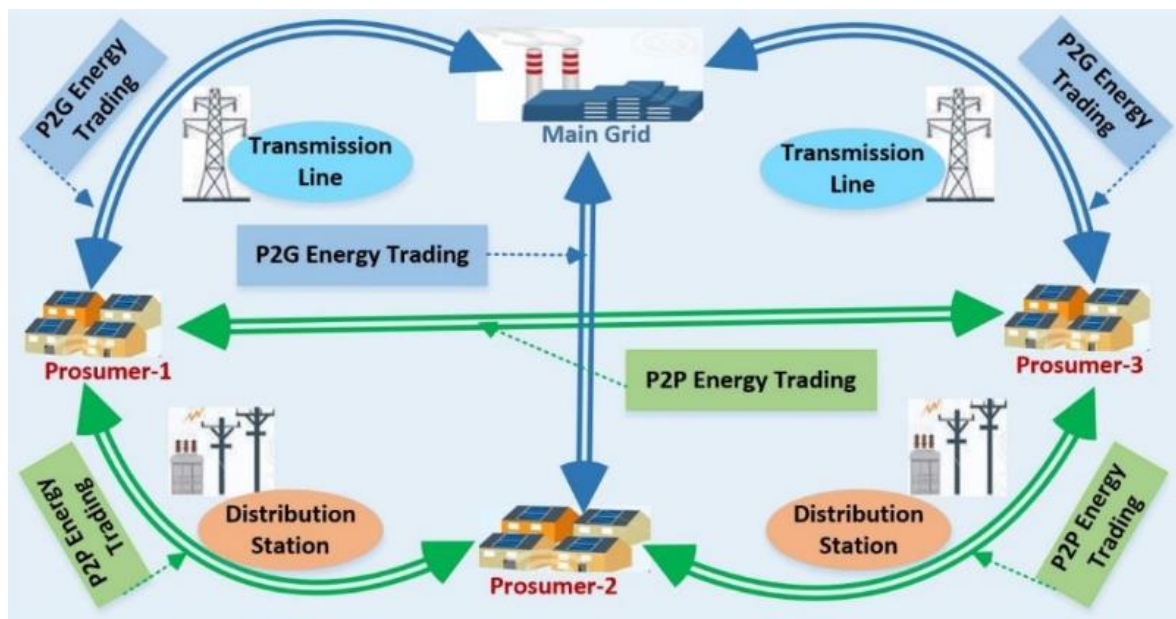 P2G Energy
Trading
P2G Energy
Trading
Main Grid
Transmission
Line
Transmission
Line
P2G Energy Trading
Prosumer-1
P2P Energy Trading
Prosumer-3
P2P Energy
Trading
Distribution
Station
Distribution
Station
P2P Energy
Trading
Prosumer-2